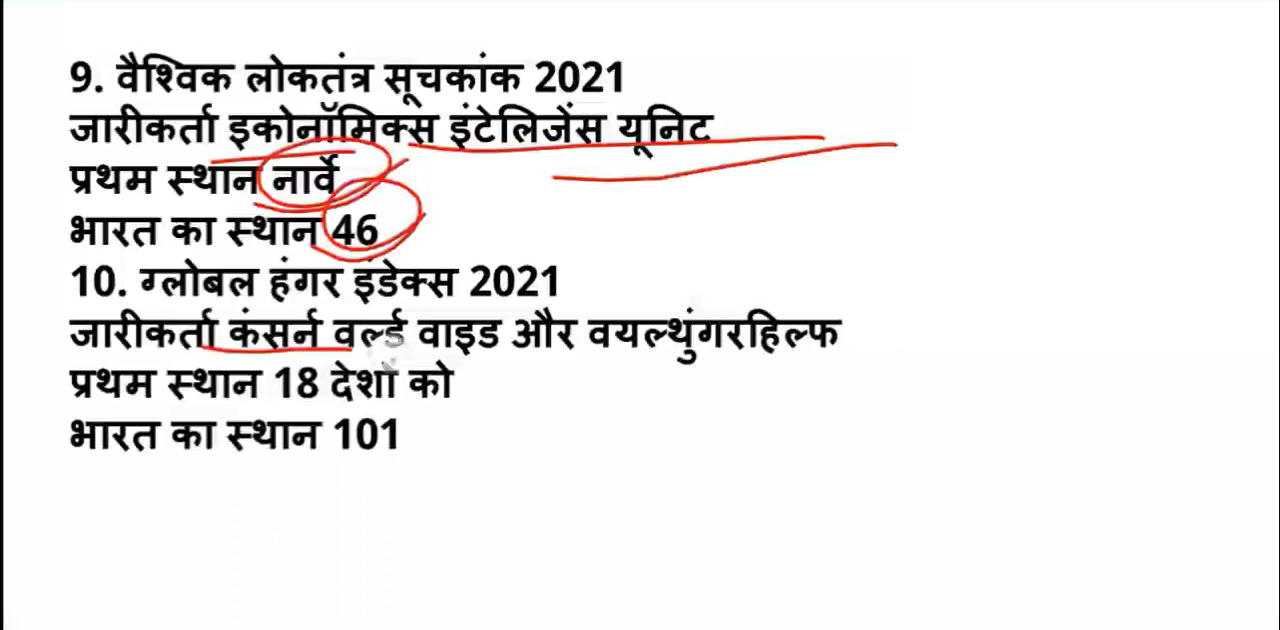 9. वैश्विक लोकतंत्र सूचकांक 2021
जारीकर्ता इकोनॉमिक्स इंटेलिजेंस यूनिट
प्रथम स्थान नार्वे
भारत का स्थान 46
10. ग्लोबल हंगर इंडेक्स 2021
जारीकर्ता कंसर्न वर्ल्ड वाइड और वयल्थुंगरहिल्फ
प्रथम स्थान 18 देशों को
भारत का स्थान 101